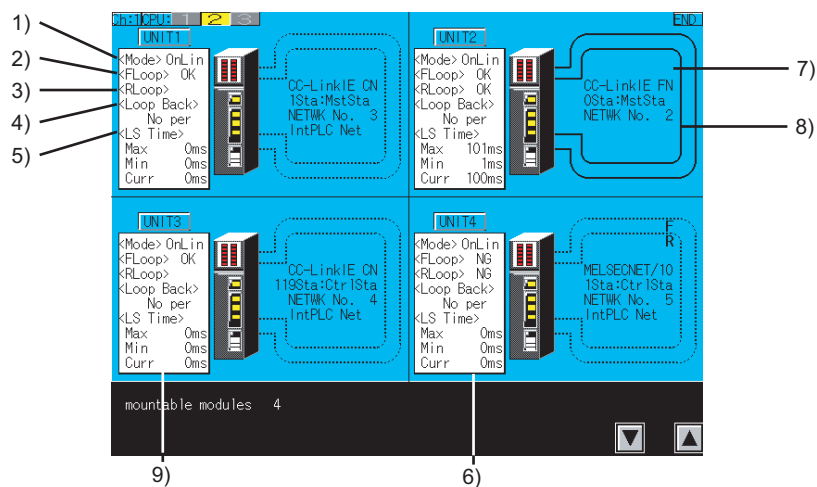 Ch:1 CPU: 1 2 3 END
1)
2)
3)
4)
5)
UNIT1
<Mode> OnLin
<FLoop> OK
<RLoop>
<Loop Back>
No per
<LS Time>
Max 0ms
Min 0ms
Curr 0ms
CC-LinkIE CN
1Sta:MstSta
NETWK No. 3
IntPLC Net
UNIT2
<Mode> OnLin
<FLoop> OK
<RLoop> OK
<Loop Back>
No per
<LS Time>
Max 101ms
Min 1ms
Curr 100ms
CC-LinkIE FN
0Sta:MstSta
NETWK No. 2
7)
8)
UNIT3
<Mode> OnLin
<FLoop> OK
<RLoop>
<Loop Back>
No per
<LS Time>
Max 0ms
Min 0ms
Curr 0ms
CC-LinkIE CN
119Sta:CtrlSta
NETWK No. 4
IntPLC Net
UNIT4
<Mode> OnLin
<FLoop> NG
<RLoop> NG
<Loop Back>
No per
<LS Time>
Max 0ms
Min 0ms
Curr 0ms
F
R
MELSECNET/10
1Sta:CtrlSta
NETWK No. 5
IntPLC Net
mountable modules 4
9)
6)